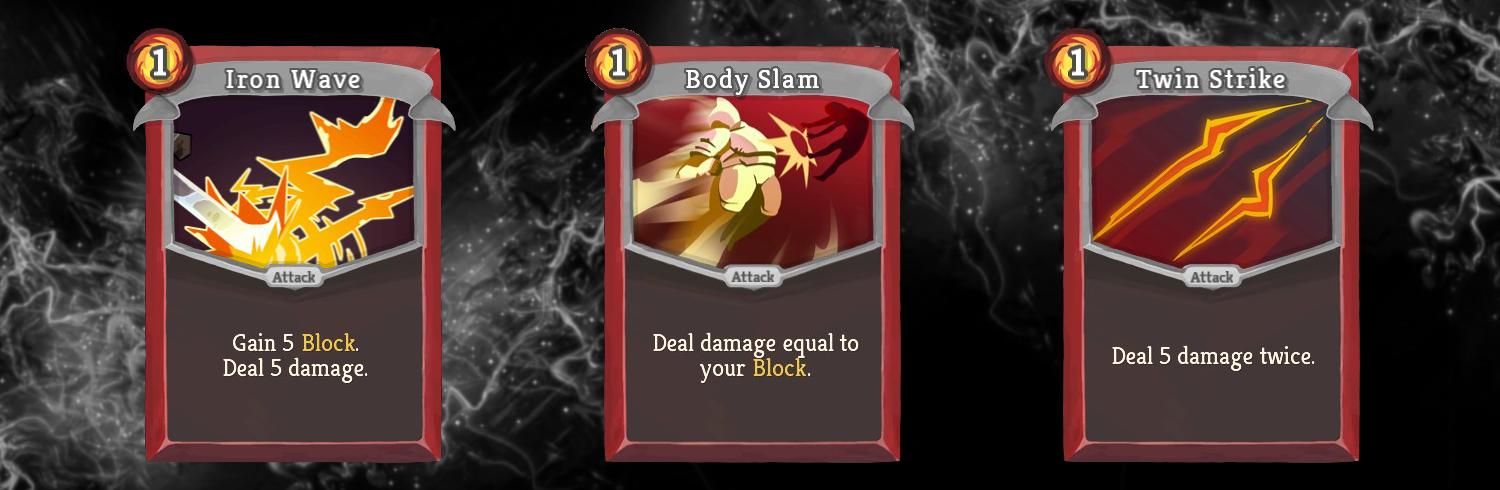 1
Iron Wave
Attack
Gain 5 Block.
Deal 5 damage.
1
Body Slam
Attack
Deal damage equal to
your Block.
1
Twin Strike
Attack
Deal 5 damage twice.